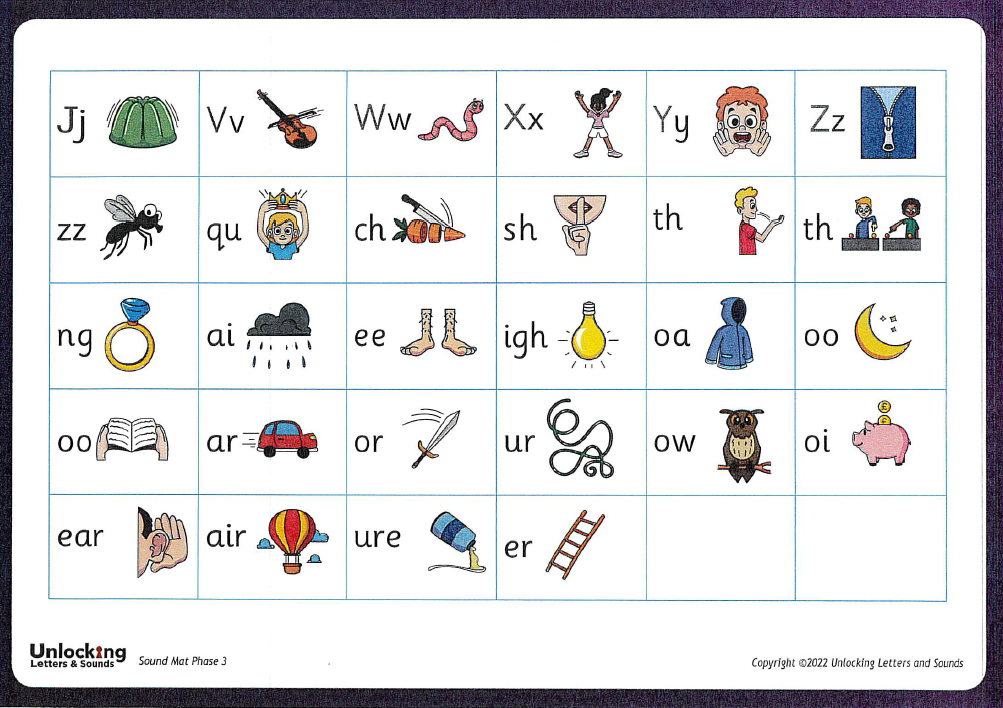 Jj Vv Ww Xx Yy Zz
zz qu ch sh th th
ng ai ee igh oa oo
oo ar or ur ow oi
££
ear air ure er
Unlocking
Letters & Sounds
Sound Mat Phase 3
Copyright ©2022 Unlocking Letters and Sounds